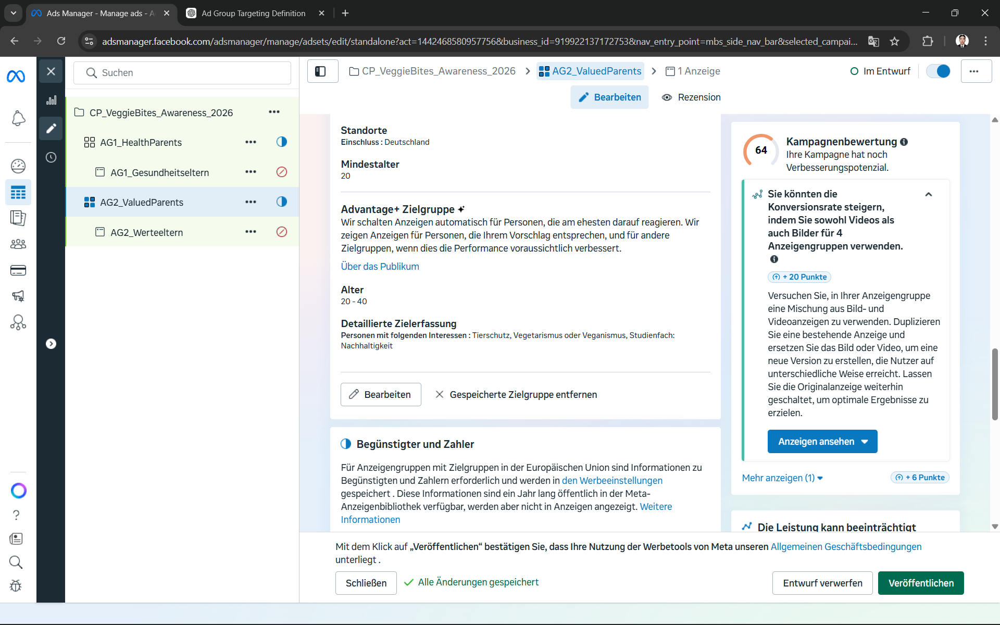 Ads Manager - Manage ads - A
Ad Group Targeting Definition
adsmanager.facebook.com/adsmanager/manage/adsets/edit/standalone?act=1442468580957756&business_id=919922137172753&nav_entry_point=mbs_side_nav_bar&selected_campai...
Suchen
CP_VeggieBites_Awareness_2026
AG1_HealthParents
AG1_Gesundheitseltern
AG2_ValuedParents
AG2_Werteeltern
CP_VeggieBites_Awareness_2026
AG2_ValuedParents
1 Anzeige
Im Entwurf
Bearbeiten
Rezension
Standorte
Einschluss : Deutschland
Mindestalter
20
Advantage+ Zielgruppe
Wir schalten Anzeigen automatisch für Personen, die am ehesten darauf reagieren. Wir
zeigen Anzeigen für Personen, die Ihrem Vorschlag entsprechen, und für andere
Zielgruppen, wenn dies die Performance voraussichtlich verbessert.
Über das Publikum
Alter
20 - 40
Detaillierte Zielerfassung
Personen mit folgenden Interessen : Tierschutz, Vegetarismus oder Veganismus, Studienfach:
Nachhaltigkeit
Bearbeiten
Gespeicherte Zielgruppe entfernen
Begünstigter und Zahler
Für Anzeigengruppen mit Zielgruppen in der Europäischen Union sind Informationen zu
Begünstigten und Zahlern erforderlich und werden in den Werbeeinstellungen
gespeichert . Diese Informationen sind ein Jahr lang öffentlich in der Meta-
Anzeigenbibliothek verfügbar, werden aber nicht in Anzeigen angezeigt. Weitere
Informationen
64
Kampagnenbewertung
Ihre Kampagne hat noch
Verbesserungspotenzial.
Sie könnten die
Konversionsrate steigern,
indem Sie sowohl Videos als
auch Bilder für 4
Anzeigengruppen verwenden.
+ 20 Punkte
Versuchen Sie, in Ihrer Anzeigengruppe
eine Mischung aus Bild- und
Videoanzeigen zu verwenden. Duplizieren
Sie eine bestehende Anzeige und
ersetzen Sie das Bild oder Video, um eine
neue Version zu erstellen, die Nutzer auf
unterschiedliche Weise erreicht. Lassen
Sie die Originalanzeige weiterhin
geschaltet, um optimale Ergebnisse zu
erzielen.
Anzeigen ansehen
Mehr anzeigen (1)
+ 6 Punkte
Die Leistung kann beeinträchtigt
Mit dem Klick auf „Veröffentlichen“ bestätigen Sie, dass Ihre Nutzung der Werbetools von Meta unseren Allgemeinen Geschäftsbedingungen
unterliegt .
Schließen
Alle Änderungen gespeichert
Entwurf verwerfen
Veröffentlichen